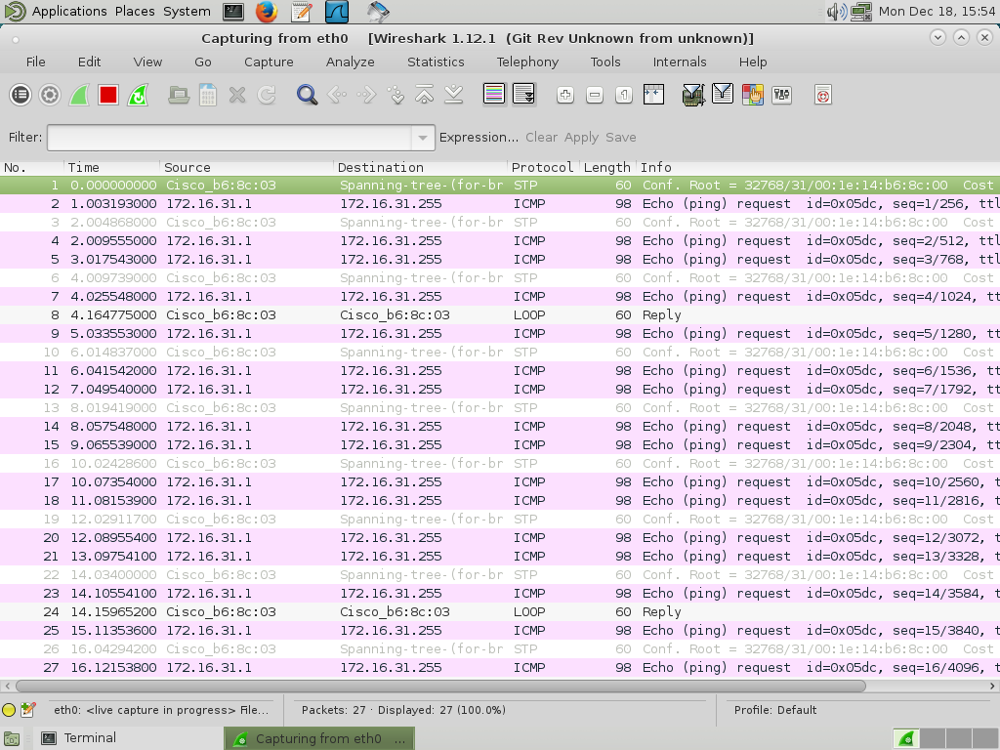 Applications Places System Mon Dec 18, 15:54
Capturing from eth0 [Wireshark 1.12.1 (Git Rev Unknown from unknown)]
File Edit View Go Capture Analyze Statistics Telephony Tools Internals Help
Filter: Expression... Clear Apply Save
No. Time Source Destination Protocol Length Info
1 0.000000000 Cisco_b6:8c:03 Spanning-tree-(for-br STP 60 Conf. Root = 32768/31/00:1e:14:b6:8c:00 Cost
2 1.003193000 172.16.31.1 172.16.31.255 ICMP 98 Echo (ping) request id=0x05dc, seq=1/256, ttl
3 2.004868000 Cisco_b6:8c:03 Spanning-tree-(for-br STP 60 Conf. Root = 32768/31/00:1e:14:b6:8c:00 Cost
4 2.009555000 172.16.31.1 172.16.31.255 ICMP 98 Echo (ping) request id=0x05dc, seq=2/512, ttl
5 3.017543000 172.16.31.1 172.16.31.255 ICMP 98 Echo (ping) request id=0x05dc, seq=3/768, ttl
6 4.009739000 Cisco_b6:8c:03 Spanning-tree-(for-br STP 60 Conf. Root = 32768/31/00:1e:14:b6:8c:00 Cost
7 4.025548000 172.16.31.1 172.16.31.255 ICMP 98 Echo (ping) request id=0x05dc, seq=4/1024, tt
8 4.164775000 Cisco_b6:8c:03 Cisco_b6:8c:03 LOOP 60 Reply
9 5.033553000 172.16.31.1 172.16.31.255 ICMP 98 Echo (ping) request id=0x05dc, seq=5/1280, tt
10 6.014837000 Cisco_b6:8c:03 Spanning-tree-(for-br STP 60 Conf. Root = 32768/31/00:1e:14:b6:8c:00 Cost
11 6.041542000 172.16.31.1 172.16.31.255 ICMP 98 Echo (ping) request id=0x05dc, seq=6/1536, tt
12 7.049540000 172.16.31.1 172.16.31.255 ICMP 98 Echo (ping) request id=0x05dc, seq=7/1792, tt
13 8.019419000 Cisco_b6:8c:03 Spanning-tree-(for-br STP 60 Conf. Root = 32768/31/00:1e:14:b6:8c:00 Cost
14 8.057548000 172.16.31.1 172.16.31.255 ICMP 98 Echo (ping) request id=0x05dc, seq=8/2048, tt
15 9.065539000 172.16.31.1 172.16.31.255 ICMP 98 Echo (ping) request id=0x05dc, seq=9/2304, tt
16 10.02428600 Cisco_b6:8c:03 Spanning-tree-(for-br STP 60 Conf. Root = 32768/31/00:1e:14:b6:8c:00 Cost
17 10.07354000 172.16.31.1 172.16.31.255 ICMP 98 Echo (ping) request id=0x05dc, seq=10/2560, t
18 11.08153900 172.16.31.1 172.16.31.255 ICMP 98 Echo (ping) request id=0x05dc, seq=11/2816, t
19 12.02911700 Cisco_b6:8c:03 Spanning-tree-(for-br STP 60 Conf. Root = 32768/31/00:1e:14:b6:8c:00 Cost
20 12.08955400 172.16.31.1 172.16.31.255 ICMP 98 Echo (ping) request id=0x05dc, seq=12/3072, t
21 13.09754100 172.16.31.1 172.16.31.255 ICMP 98 Echo (ping) request id=0x05dc, seq=13/3328, t
22 14.03400000 Cisco_b6:8c:03 Spanning-tree-(for-br STP 60 Conf. Root = 32768/31/00:1e:14:b6:8c:00 Cost
23 14.10554100 172.16.31.1 172.16.31.255 ICMP 98 Echo (ping) request id=0x05dc, seq=14/3584, t
24 14.15965200 Cisco_b6:8c:03 Cisco_b6:8c:03 LOOP 60 Reply
25 15.11353600 172.16.31.1 172.16.31.255 ICMP 98 Echo (ping) request id=0x05dc, seq=15/3840, t
26 16.04294200 Cisco_b6:8c:03 Spanning-tree-(for-br STP 60 Conf. Root = 32768/31/00:1e:14:b6:8c:00 Cost
27 16.12153800 172.16.31.1 172.16.31.255 ICMP 98 Echo (ping) request id=0x05dc, seq=16/4096, t
eth0: <live capture in progress> File... Packets: 27 · Displayed: 27 (100.0%) Profile: Default
Terminal Capturing from eth0 ...